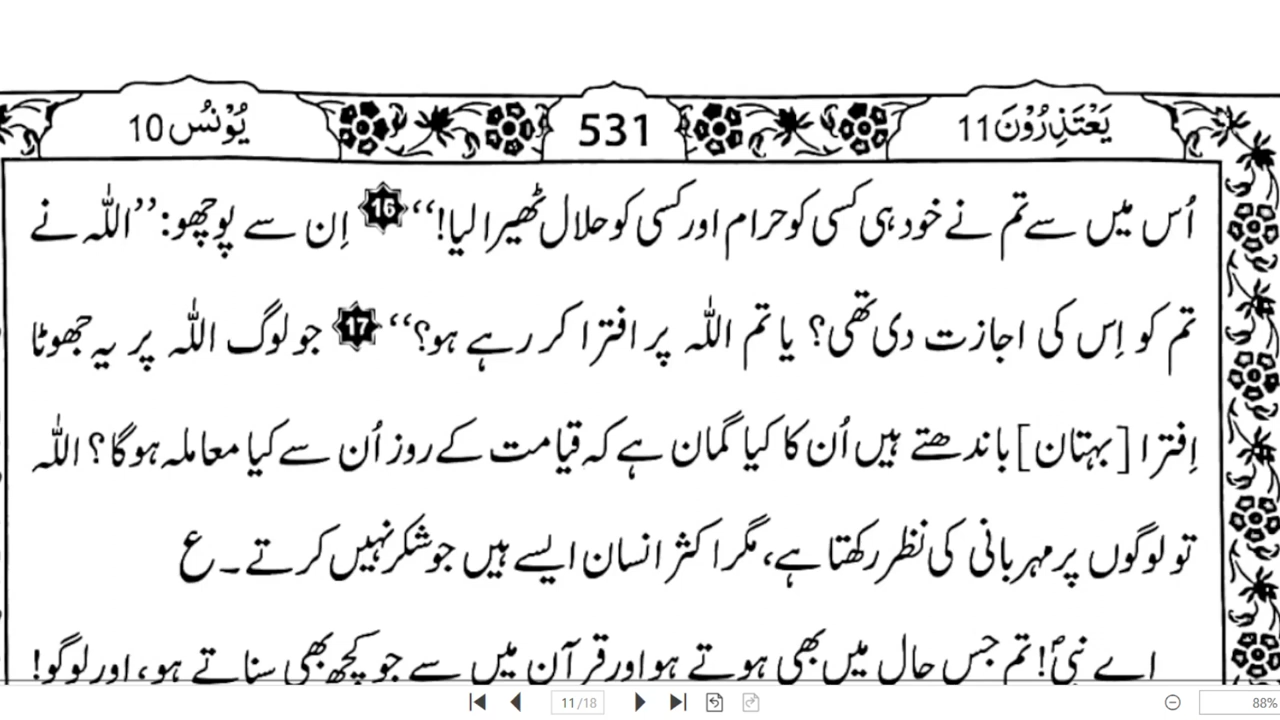 یَعْتَذِرُوْنَ 11 531 یُوْنُس 10
اُس میں سے تم نے خود ہی کسی کو حرام اور کسی کو حلال ٹھیرا لیا!‘‘ 16 اِن سے پوچھو: ’’اللّٰہ نے
تم کو اِس کی اجازت دی تھی؟ یا تم اللّٰہ پر افترا کر رہے ہو؟‘‘ 17 جو لوگ اللّٰہ پر یہ جھوٹا
اِفترا [بہتان] باندھتے ہیں اُن کا کیا گمان ہے کہ قیامت کے روز اُن سے کیا معاملہ ہوگا؟ اللّٰہ
تو لوگوں پر مہربانی کی نظر رکھتا ہے، مگر اکثر انسان ایسے ہیں جو شکر نہیں کرتے۔ ع
اے نبیؐ! تم جس حال میں بھی ہوتے ہو اور قرآن میں سے جو کچھ بھی سناتے ہو، اور لوگو!
11/18 88%